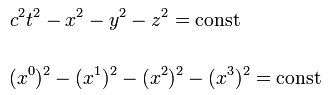 c²t² − x² − y² − z² = const
(x⁰)² − (x¹)² − (x²)² − (x³)² = const